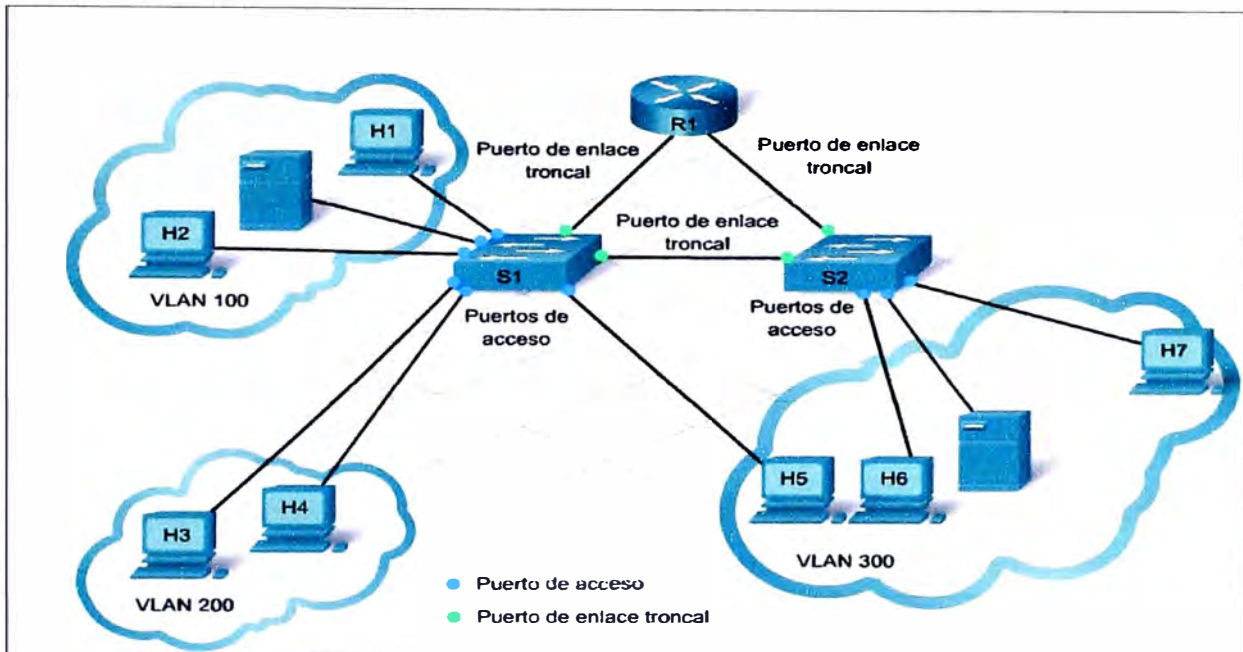 R1
H1
Puerto de enlace
troncal
Puerto de enlace
troncal
H2
Puerto de enlace
troncal
VLAN 100
S1
S2
Puertos de
acceso
Puertos de
acceso
H7
H5
H6
H4
H3
VLAN 300
VLAN 200
Puerto de acceso
Puerto de enlace troncal